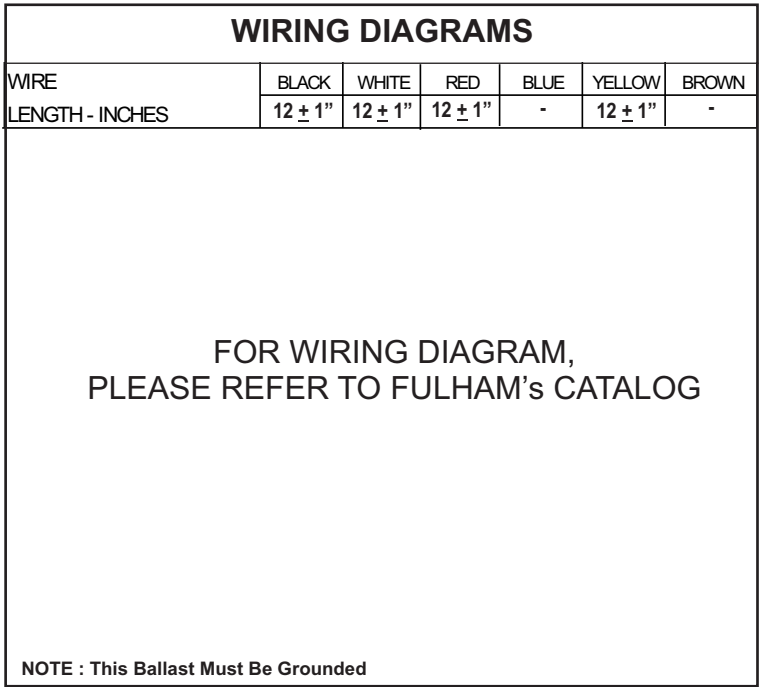 WIRING DIAGRAMS
WIRE BLACK WHITE RED BLUE YELLOW BROWN
LENGTH - INCHES 12 ± 1” 12 ± 1” 12 ± 1” - 12 ± 1” -
FOR WIRING DIAGRAM,
PLEASE REFER TO FULHAM’s CATALOG
NOTE : This Ballast Must Be Grounded